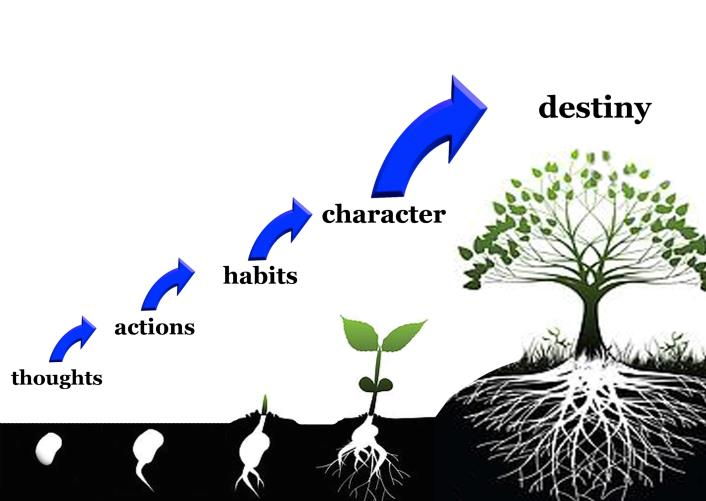 thoughts
actions
habits
character
destiny